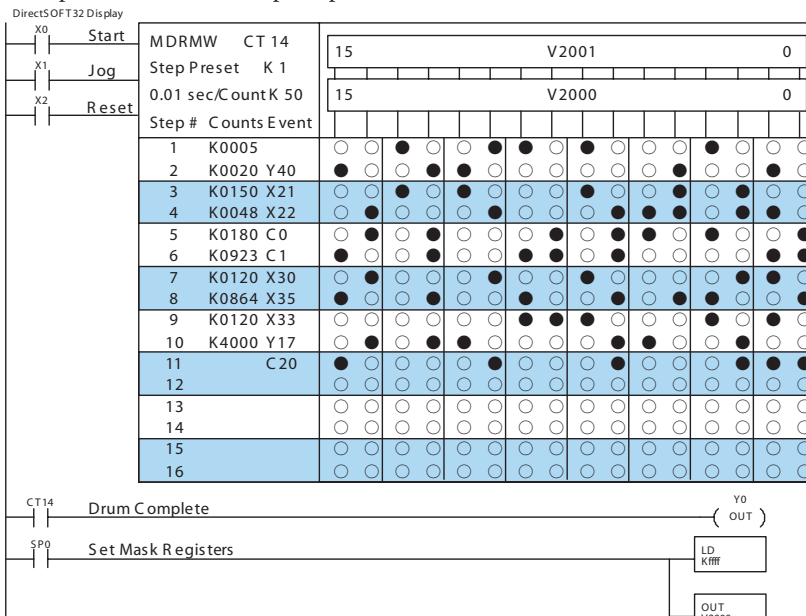 DirectSOFT32 Display
X0
Start
X1
Jog
X2
Reset
MDRMW CT 14
Step Preset K 1
0.01 sec/Count K 50
Step # Counts Event
15 V2001 0
15 V2000 0
1 K0005
2 K0020 Y40
3 K0150 X21
4 K0048 X22
5 K0180 C0
6 K0923 C1
7 K0120 X30
8 K0864 X35
9 K0120 X33
10 K4000 Y17
11 C20
12
13
14
15
16
CT14
Drum Complete
Y0
OUT
SP0
Set Mask Registers
LD
Kffff
OUT